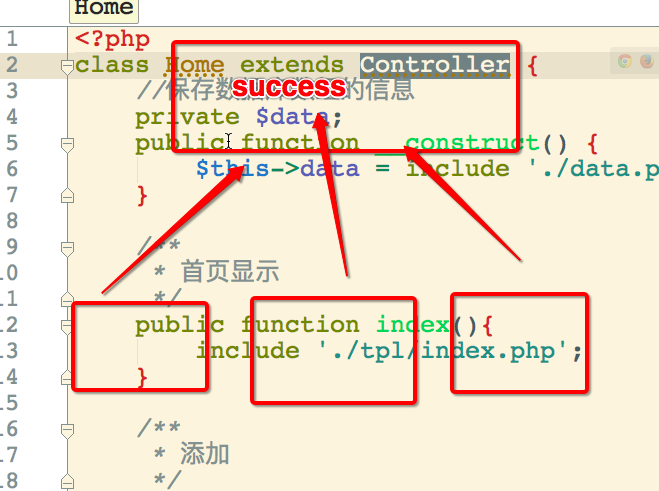 Home
1 <?php
2 class Home extends Controller {
3 //保存数据 的信息
success
4 private $data;
5 public function __construct() {
6 $this->data = include './data.p
7 }
8
9 /**
10 * 首页显示
11 */
12 public function index(){
13 include './tpl/index.php';
14 }
15
16 /**
17 * 添加
18 */